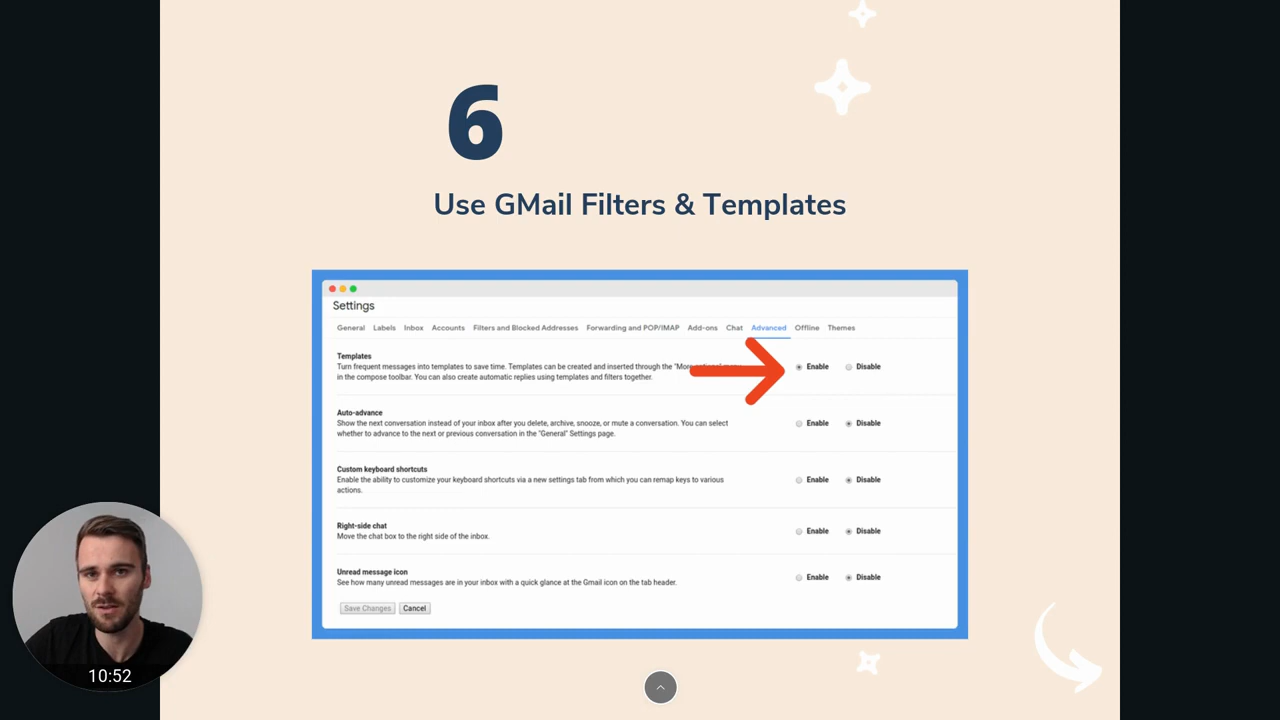 6
Use GMail Filters & Templates
Settings
General Labels Inbox Accounts Filters and Blocked Addresses Forwarding and POP/IMAP Add-ons Chat Advanced Offline Themes
Templates
Turn frequent messages into templates to save time. Templates can be created and inserted through the "More
in the compose toolbar. You can also create automatic replies using templates and filters together.
Enable Disable
Auto-advance
Show the next conversation instead of your inbox after you delete, archive, snooze, or mute a conversation. You can select
whether to advance to the next or previous conversation in the "General" Settings page.
Enable Disable
Custom keyboard shortcuts
Enable the ability to customize your keyboard shortcuts via a new settings tab from which you can remap keys to various
actions.
Enable Disable
Right-side chat
Move the chat box to the right side of the inbox.
Enable Disable
Unread message icon
See how many unread messages are in your inbox with a quick glance at the Gmail icon on the tab header.
Enable Disable
Save Changes Cancel
10:52